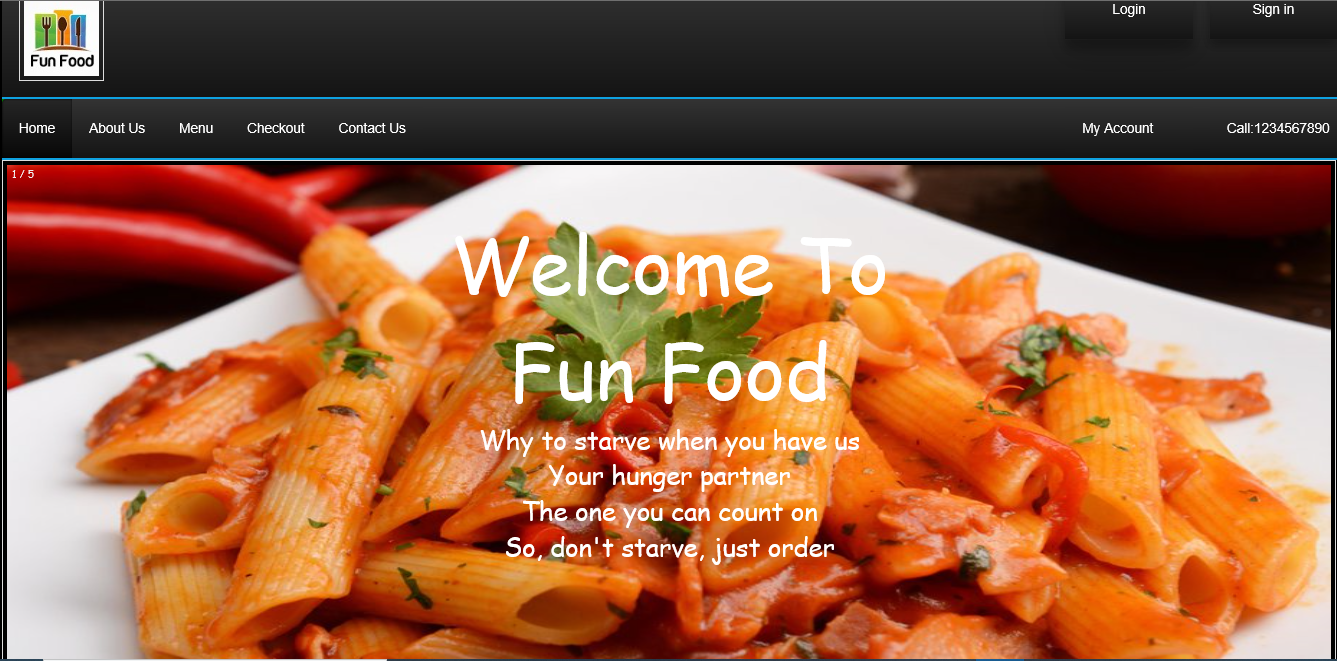 Fun Food
Login
Sign in
Home
About Us
Menu
Checkout
Contact Us
My Account
Call:1234567890
1 / 5
Welcome To
Fun Food
Why to starve when you have us
Your hunger partner
The one you can count on
So, don't starve, just order